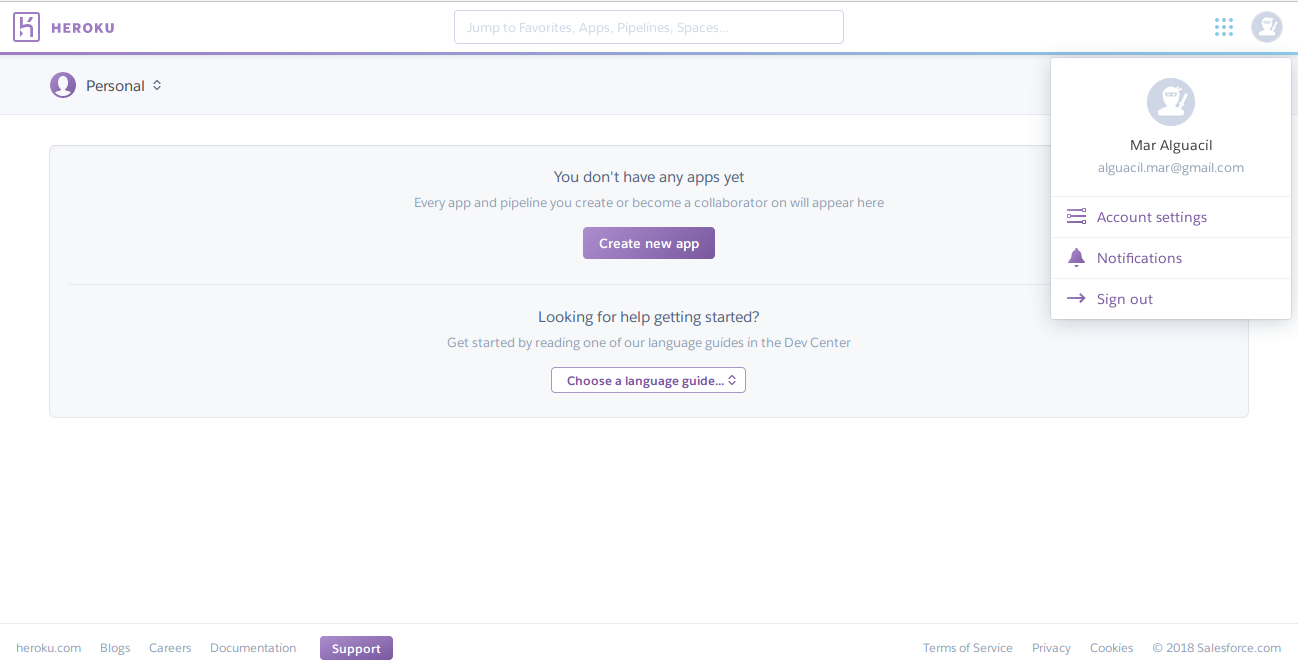 HEROKU
Jump to Favorites, Apps, Pipelines, Spaces...
Personal
Mar Alguacil
alguacil.mar@gmail.com
Account settings
Notifications
Sign out
You don't have any apps yet
Every app and pipeline you create or become a collaborator on will appear here
Create new app
Looking for help getting started?
Get started by reading one of our language guides in the Dev Center
Choose a language guide...
heroku.com Blogs Careers Documentation Support Terms of Service Privacy Cookies © 2018 Salesforce.com